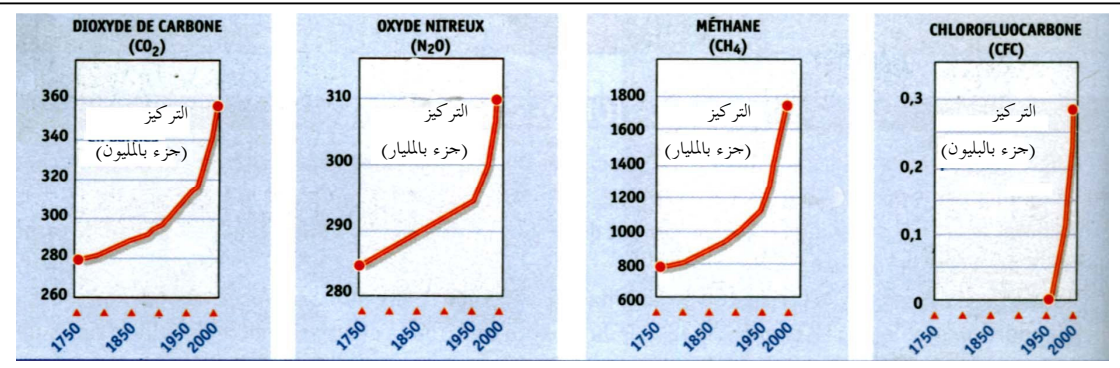 DIOXYDE DE CARBONE
(CO2)
360
340
320
300
280
260
التركيز
(جزء بالمليون)
1750
1850
1950
2000
OXYDE NITREUX
(N2O)
310
300
290
280
التركيز
(جزء بالمليار)
1750
1850
1950
2000
MÉTHANE
(CH4)
1800
1600
1400
1200
1000
800
600
التركيز
(جزء بالمليار)
1750
1850
1950
2000
CHLOROFLUOCARBONE
(CFC)
0,3
0,2
0,1
0
التركيز
(جزء بالبليون)
1750
1850
1950
2000